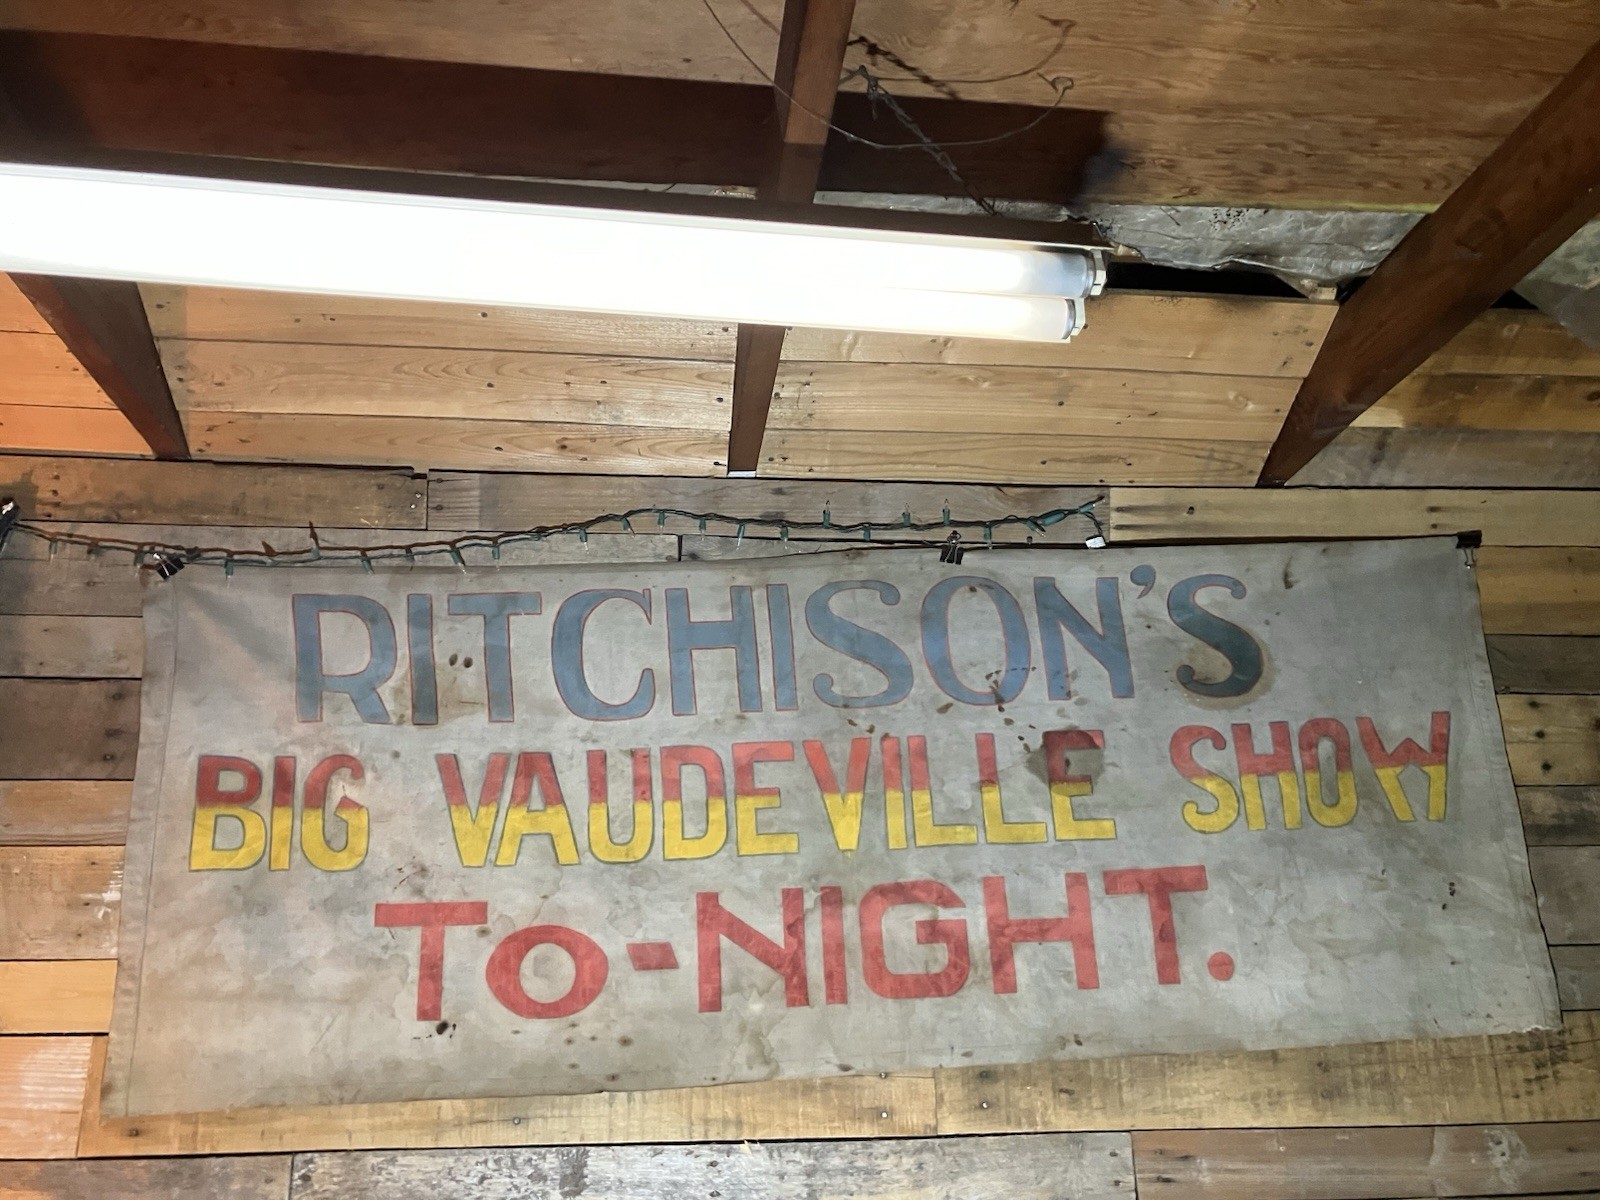 RITCHISON'S
BIG VAUDEVILLE SHOW
TO-NIGHT.